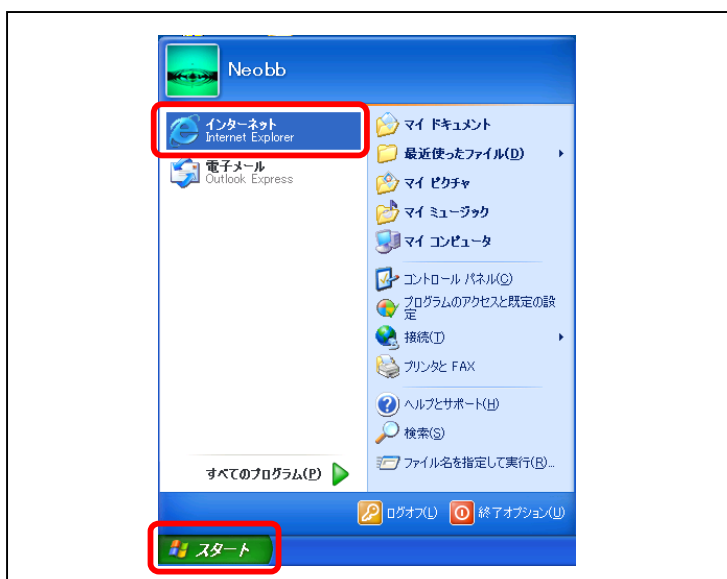 Neobb
インターネット
Internet Explorer
電子メール
Outlook Express
すべてのプログラム(P)
マイ ドキュメント
最近使ったファイル(D)
マイ ピクチャ
マイ ミュージック
マイ コンピュータ
コントロール パネル(C)
プログラムのアクセスと既定の設
定
接続(T)
プリンタと FAX
ヘルプとサポート(H)
検索(S)
ファイル名を指定して実行(R)...
ログオフ(L)
終了オプション(U)
スタート